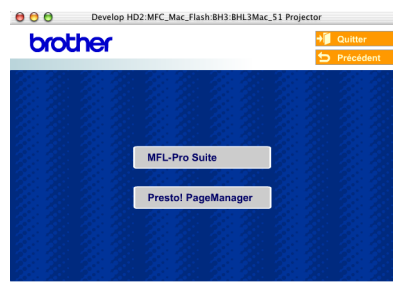 Develop HD2:MFC_Mac_Flash:BH3:BHL3Mac_51 Projector
brother
Quitter
Précédent
MFL-Pro Suite
Presto! PageManager